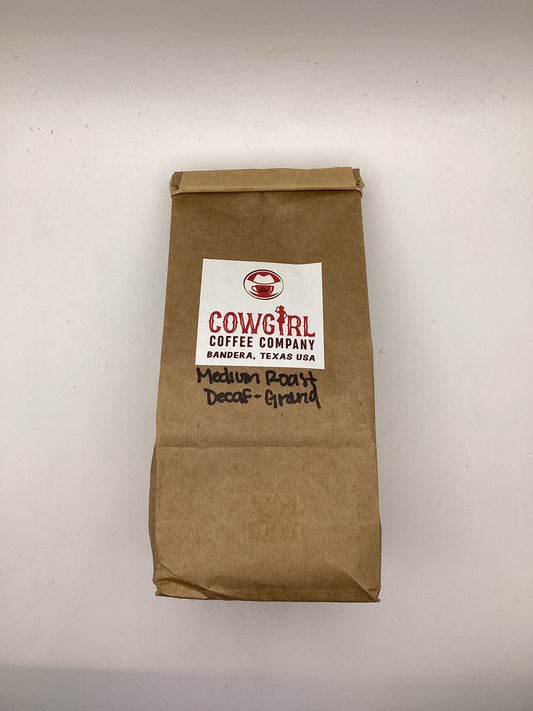 COWGIRL
COFFEE COMPANY
BANDERA, TEXAS USA
Medium Roast
Decaf - Grand